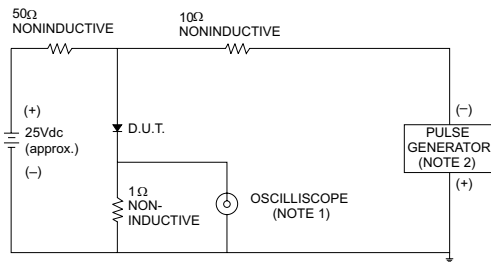 50Ω
NONINDUCTIVE
10Ω
NONINDUCTIVE
(+)
25Vdc
(approx.)
(–)
D.U.T.
1Ω
NON-
INDUCTIVE
OSCILLISCOPE
(NOTE 1)
(–)
PULSE
GENERATOR
(NOTE 2)
(+)